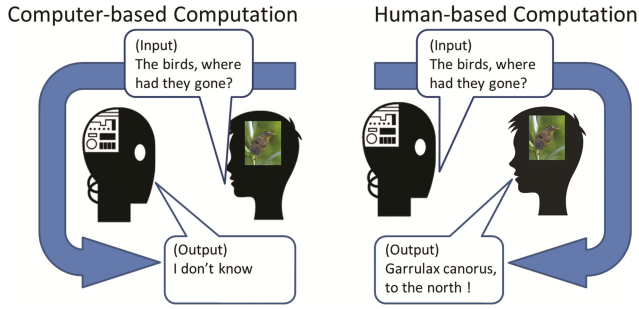 Computer-based Computation
(Input)
The birds, where
had they gone?
(Output)
I don't know
Human-based Computation
(Input)
The birds, where
had they gone?
(Output)
Garrulax canorus,
to the north !